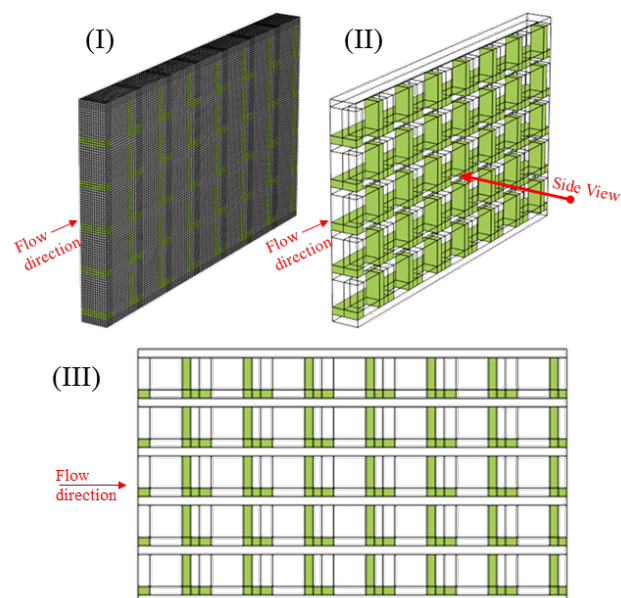 (I)
(II)
Side View
Flow
direction
Flow
direction
(III)
Flow
direction